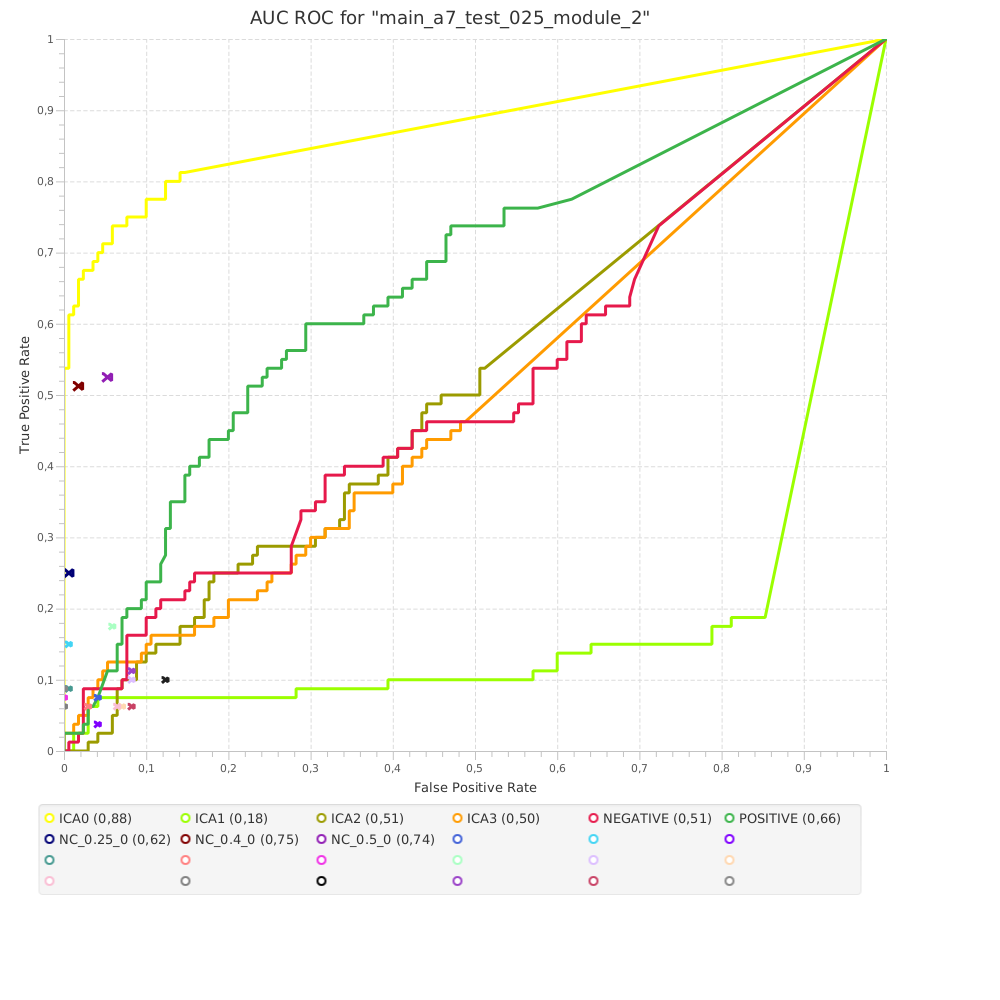 AUC ROC for "main_a7_test_025_module_2"
1
0,9
0,8
0,7
0,6
0,5
0,4
0,3
0,2
0,1
0
True Positive Rate
0 0,1 0,2 0,3 0,4 0,5 0,6 0,7 0,8 0,9 1
False Positive Rate
ICA0 (0,88) ICA1 (0,18) ICA2 (0,51) ICA3 (0,50) NEGATIVE (0,51) POSITIVE (0,66)
NC_0.25_0 (0,62) NC_0.4_0 (0,75) NC_0.5_0 (0,74)